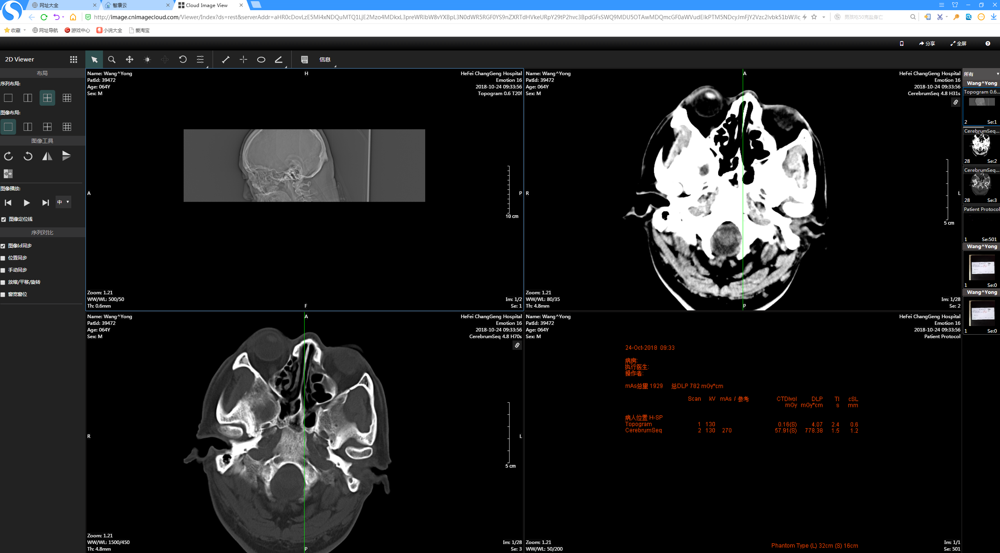 网址大全
智康云
Cloud Image View
http://image.cnimagecloud.com/Viewer/Index?ds=rest&serverAddr=
男孩吃50克盐身亡
收藏
网址导航
游戏中心
小说大全
爱淘宝
分享
全屏
2D Viewer
信息
布局
序列布局:
图像布局:
图像工具
图像播放:
中
图像定位线
序列对比
图像Id同步
位置同步
手动同步
放缩/平移/旋转
窗宽窗位
Name: Wang^Yong
PatId: 39472
Age: 064Y
Sex: M
H
HeFei ChangGeng Hospital
Emotion 16
2018-10-24 09:33:56
Topogram 0.6 T20f
A
P
10 cm
Zoom: 1.21
WW/WL: 500/50
Th: 0.6mm
F
Im: 1/2
Se: 1
Name: Wang^Yong
PatId: 39472
Age: 064Y
Sex: M
A
HeFei ChangGeng Hospital
Emotion 16
2018-10-24 09:33:56
CerebrumSeq 4.8 H31s
R
L
5 cm
Zoom: 1.21
WW/WL: 80/35
Th: 4.8mm
P
Im: 1/28
Se: 2
Name: Wang^Yong
PatId: 39472
Age: 064Y
Sex: M
A
HeFei ChangGeng Hospital
Emotion 16
2018-10-24 09:33:56
CerebrumSeq 4.8 H70s
R
L
5 cm
Zoom: 1.21
WW/WL: 1500/450
Th: 4.8mm
P
Im: 1/28
Se: 3
Name: Wang^Yong
PatId: 39472
Age: 064Y
Sex: M
HeFei ChangGeng Hospital
Emotion 16
2018-10-24 09:33:56
Patient Protocol
24-Oct-2018 09:33
病房:
执行医生:
操作者:
mAs总量 1929 总DLP 782 mGy*cm
Scan kV mAs / 参考 CTDIvol DLP TI cSL
mGy mGy*cm s mm
病人位置 H-SP
Topogram 1 130 0.16(S) 4.07 2.4 0.6
CerebrumSeq 2 130 270 57.91(S) 778.38 1.5 1.2
Phantom Type (L) 32cm (S) 16cm
Zoom: 1.21
WW/WL: 50/200
Im: 1/1
Se: 501
所有
Wang^Yong
Topogram 0.6...
2 Se:1
CerebrumSeq...
28 Se:2
CerebrumSeq...
28 Se:3
Patient Protocol
1 Se:501
Wang^Yong
1 Se:0
Wang^Yong
1 Se:0